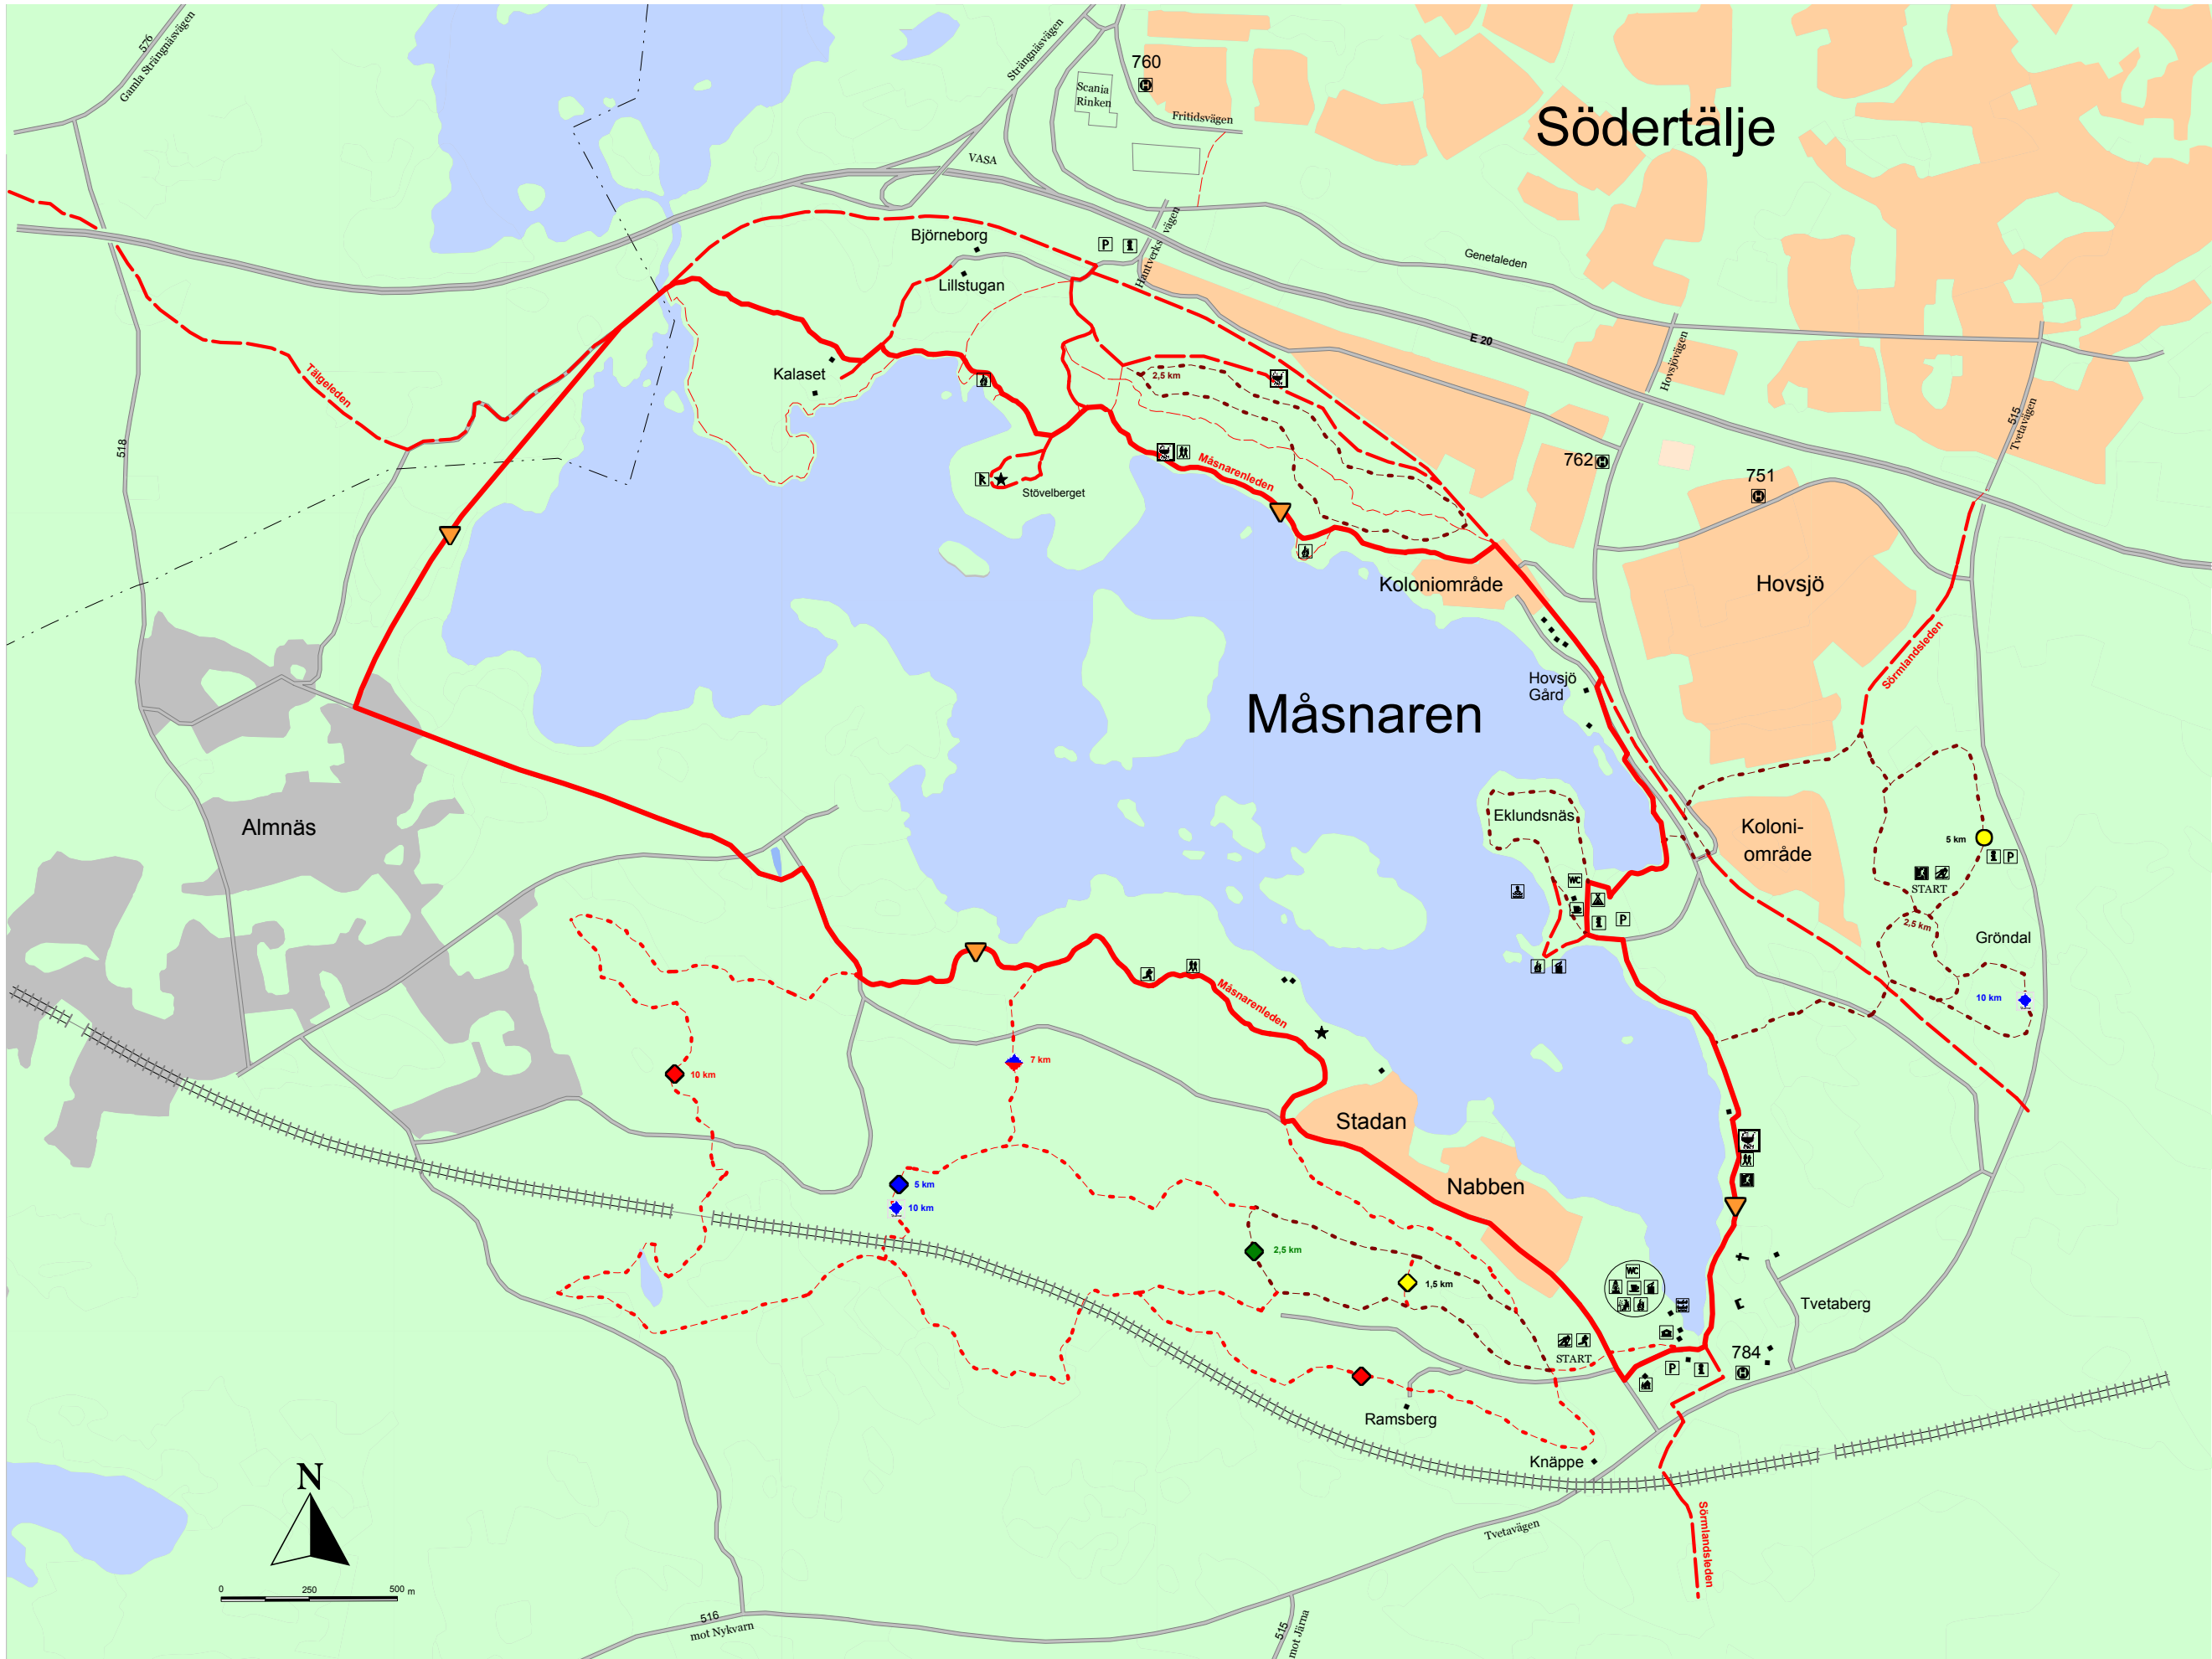 576
Gamla Strängnäsvägen
Strängnäsvägen
760
H
Scania
Rinken
Fritidsvägen
Södertälje
VASA
Hantverks vägen
Björneborg
P
Genetaleden
Lillstugan
E 20
Hovsjövägen
515
Tvetavägen
Tälgeleden
Kalaset
2,5 km
518
R
Stövelberget
Måsnarenleden
762
H
751
H
Koloniområde
Hovsjö
Sörmlandsleden
Hovsjö
Gård
Måsnaren
Almnäs
Eklundsnäs
Koloni-
område
5 km
P
WC
START
P
2,5 km
Gröndal
10 km
Måsnarenleden
7 km
10 km
Stadan
Nabben
5 km
10 km
2,5 km
1,5 km
WC
Tvetaberg
START
784
H
P
Ramsberg
Knäppe
N
Sörmlandsleden
Tvetavägen
0 250 500 m
516
mot Nykvarn
515
mot Järna